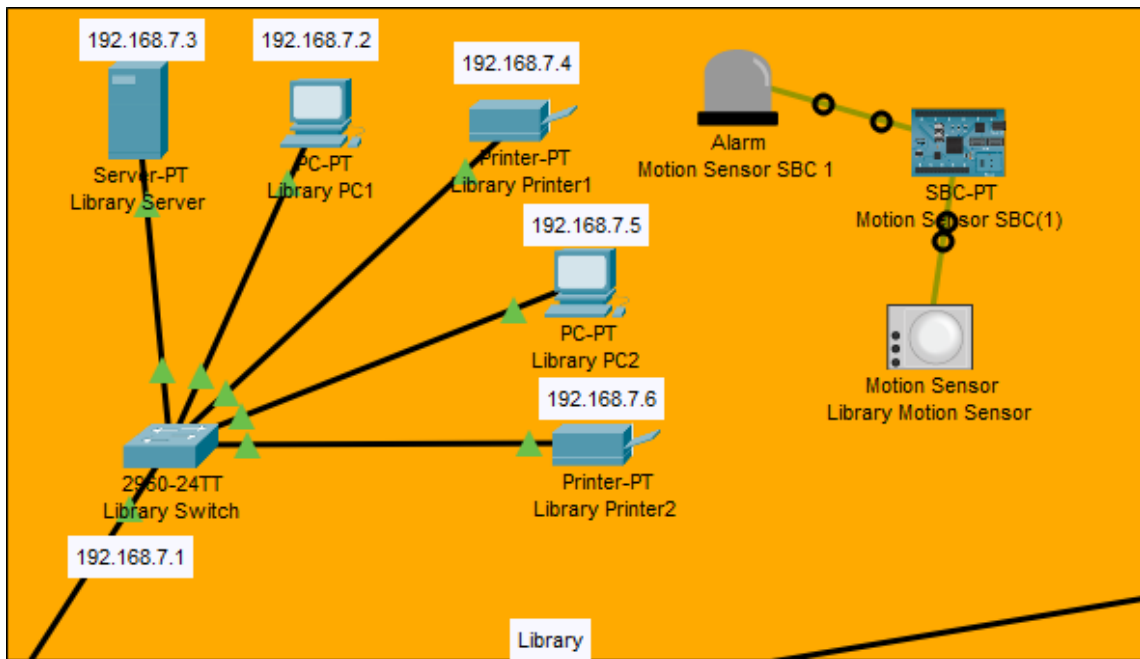 192.168.7.3
Server-PT
Library Server
192.168.7.2
PC-PT
Library PC1
192.168.7.4
Printer-PT
Library Printer1
192.168.7.5
PC-PT
Library PC2
192.168.7.6
Printer-PT
Library Printer2
2960-24TT
Library Switch
192.168.7.1
Alarm
Motion Sensor SBC 1
SBC-PT
Motion Sensor SBC(1)
Motion Sensor
Library Motion Sensor
Library